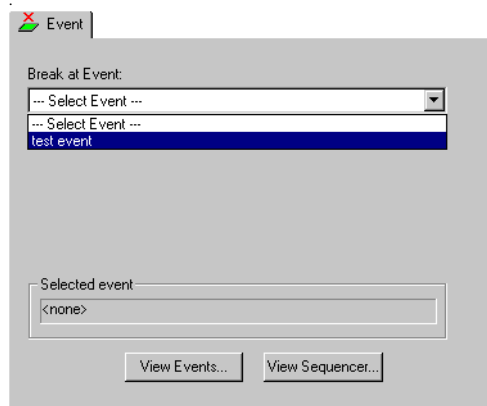 Event
Break at Event:
--- Select Event ---
--- Select Event ---
test event
Selected event
<none>
View Events... View Sequencer...